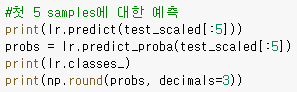 #첫 5 samples에 대한 예측
print(lr.predict(test_scaled[:5]))
probs = lr.predict_proba(test_scaled[:5])
print(lr.classes_)
print(np.round(probs, decimals=3))